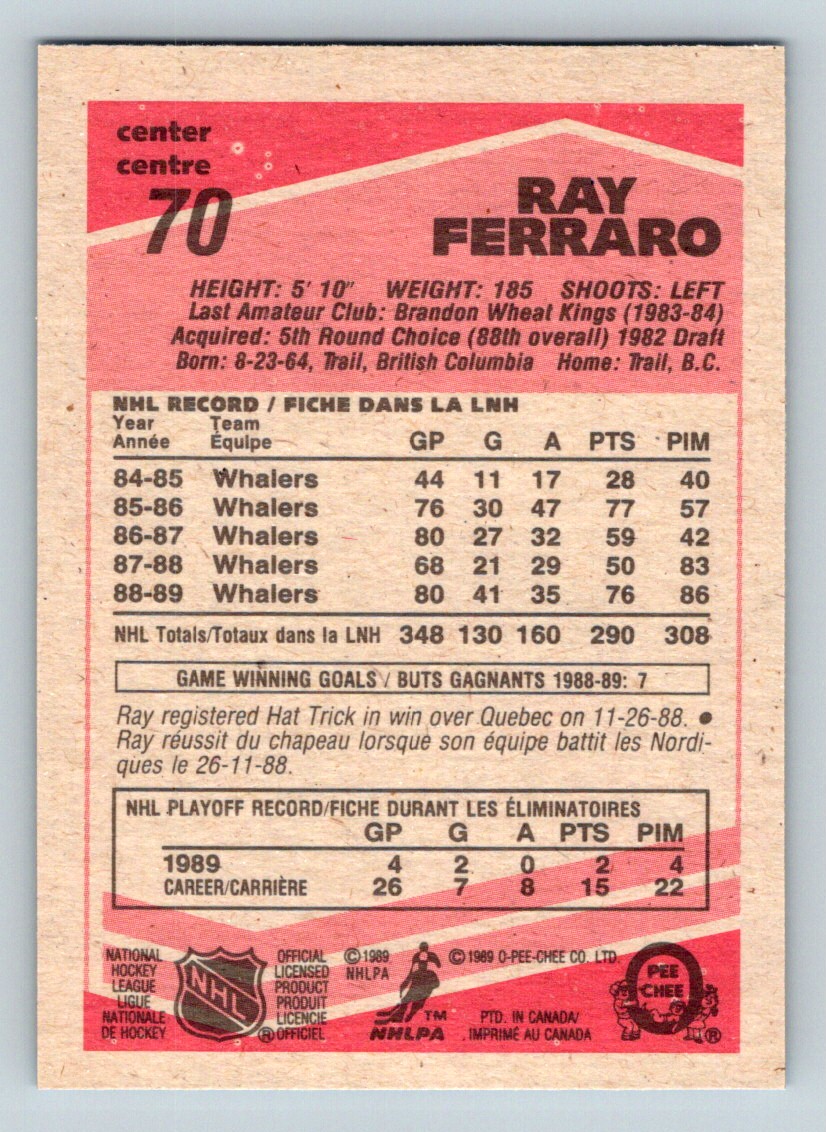 center
centre
70
RAY
FERRARO
HEIGHT: 5' 10" WEIGHT: 185 SHOOTS: LEFT
Last Amateur Club: Brandon Wheat Kings (1983-84)
Acquired: 5th Round Choice (88th overall) 1982 Draft
Born: 8-23-64, Trail, British Columbia Home: Trail, B.C.
NHL RECORD / FICHE DANS LA LNH
Year Team
Année Équipe GP G A PTS PIM
84-85 Whalers 44 11 17 28 40
85-86 Whalers 76 30 47 77 57
86-87 Whalers 80 27 32 59 42
87-88 Whalers 68 21 29 50 83
88-89 Whalers 80 41 35 76 86
NHL Totals/Totaux dans la LNH 348 130 160 290 308
GAME WINNING GOALS / BUTS GAGNANTS 1988-89: 7
Ray registered Hat Trick in win over Quebec on 11-26-88. ●
Ray réussit du chapeau lorsque son équipe battit les Nordi-
ques le 26-11-88.
NHL PLAYOFF RECORD/FICHE DURANT LES ÉLIMINATOIRES
GP G A PTS PIM
1989 4 2 0 2 4
CAREER/CARRIÈRE 26 7 8 15 22
NATIONAL
HOCKEY
LEAGUE
LIGUE
NATIONALE
DE HOCKEY
NHL
®
OFFICIAL
LICENSED
PRODUCT
PRODUIT
LICENCIE
OFFICIEL
©1989
NHLPA
TM
NHLPA
©1989 O-PEE-CHEE CO. LTD.
PTD. IN CANADA/
IMPRIMÉ AU CANADA
O
PEE
CHEE
®